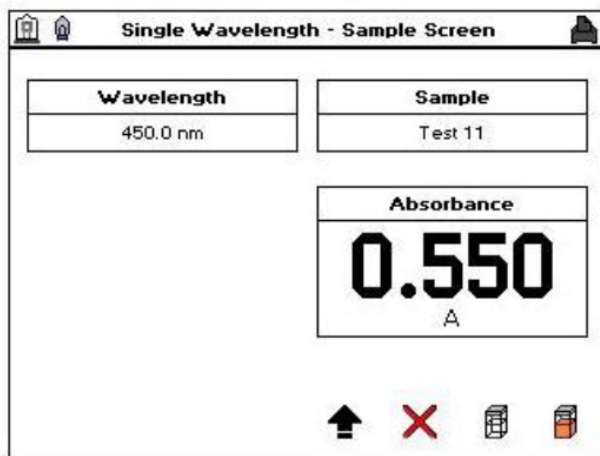 Single Wavelength - Sample Screen
Wavelength
450.0 nm
Sample
Test 11
Absorbance
0.550
A